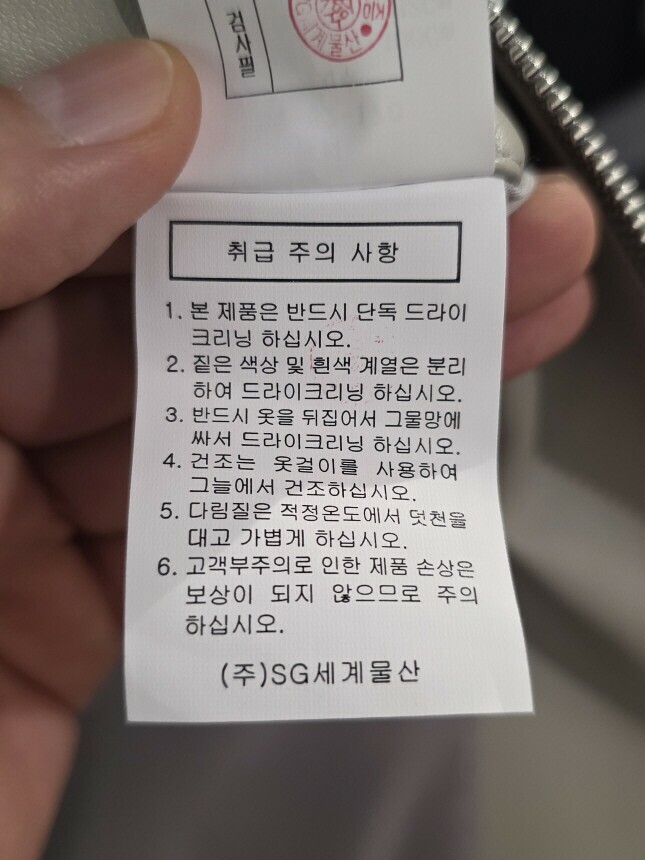 검사필
세계물산
취급 주의 사항
1. 본 제품은 반드시 단독 드라이
크리닝 하십시오.
2. 짙은 색상 및 흰색 계열은 분리
하여 드라이크리닝 하십시오.
3. 반드시 옷을 뒤집어서 그물망에
싸서 드라이크리닝 하십시오.
4. 건조는 옷걸이를 사용하여
그늘에서 건조하십시오.
5. 다림질은 적정온도에서 덧천을
대고 가볍게 하십시오.
6. 고객부주의로 인한 제품 손상은
보상이 되지 않으므로 주의
하십시오.
(주)SG세계물산